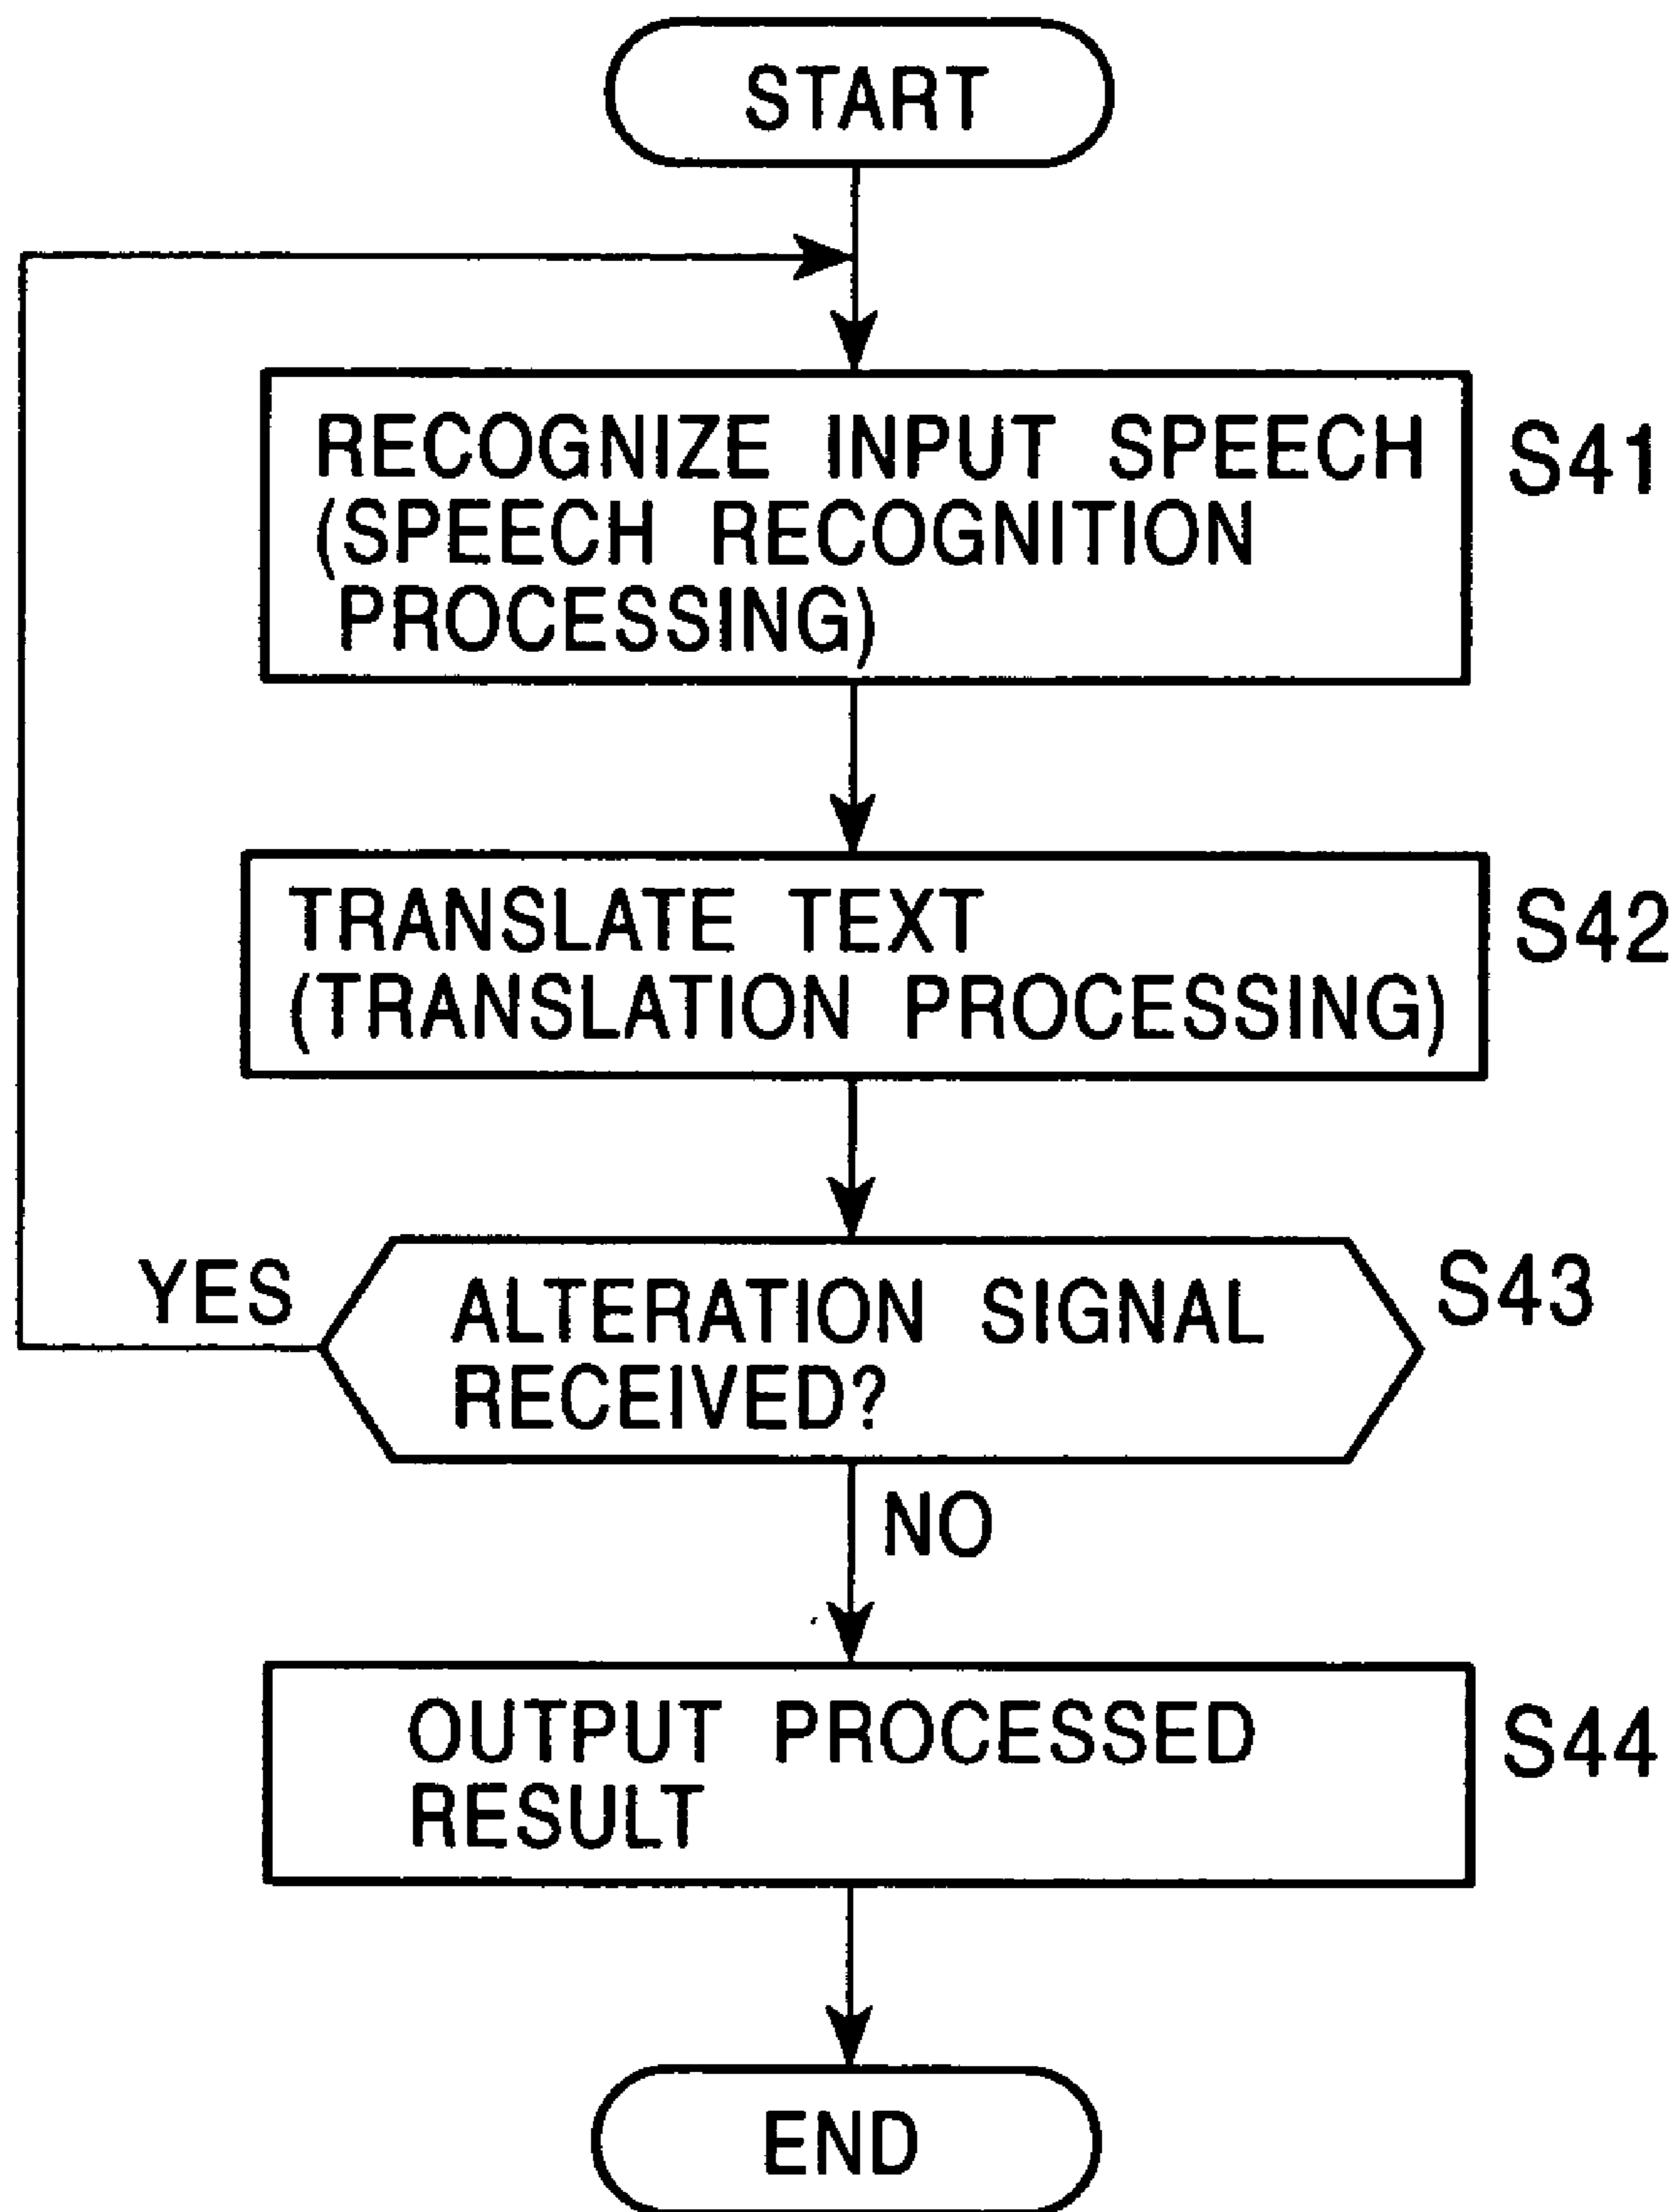 START
RECOGNIZE INPUT SPEECH
(SPEECH RECOGNITION
PROCESSING)
S41
TRANSLATE TEXT
(TRANSLATION PROCESSING)
S42
YES
ALTERATION SIGNAL
RECEIVED?
S43
NO
OUTPUT PROCESSED
RESULT
S44
END